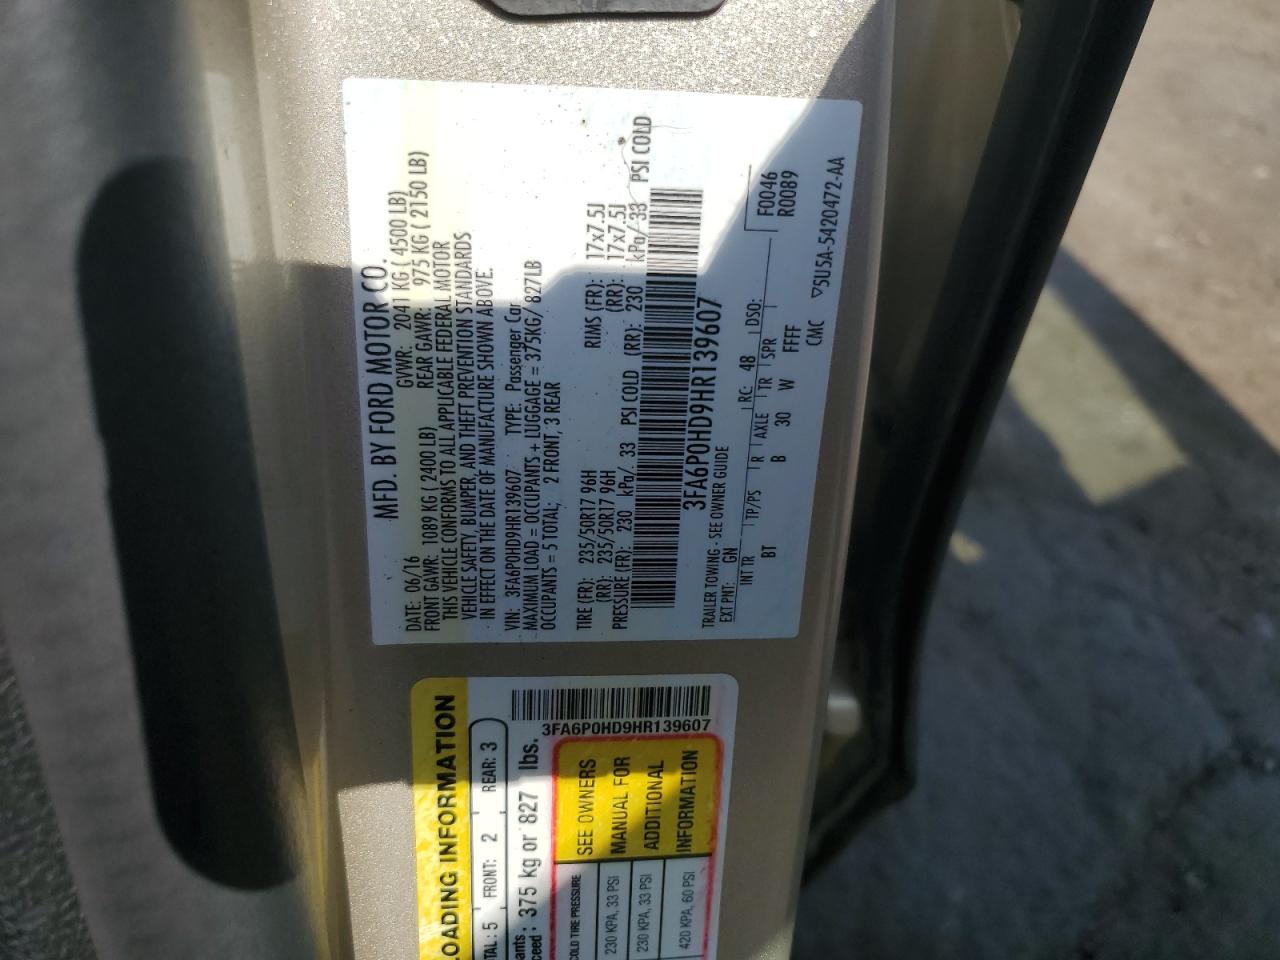 MFD. BY FORD MOTOR CO.
DATE: 06/16 GVWR: 2041 KG ( 4500 LB)
FRONT GAWR: 1089 KG ( 2400 LB) REAR GAWR: 975 KG ( 2150 LB)
THIS VEHICLE CONFORMS TO ALL APPLICABLE FEDERAL MOTOR
VEHICLE SAFETY, BUMPER, AND THEFT PREVENTION STANDARDS
IN EFFECT ON THE DATE OF MANUFACTURE SHOWN ABOVE.
VIN: 3FA6P0HD9HR139607 TYPE: Passenger Car
MAXIMUM LOAD = OCCUPANTS + LUGGAGE = 375KG/ 827LB
OCCUPANTS = 5 TOTAL: 2 FRONT, 3 REAR
TIRE (FR): 235/50R17 96H RIMS (FR): 17x7.5J
(RR): 235/50R17 96H (RR): 17x7.5J
PRESSURE (FR): 230 kPa/ 33 PSI COLD (RR): 230 kPa/ 33 PSI COLD
3FA6P0HD9HR139607
TRAILER TOWING - SEE OWNER GUIDE
EXT PNT: GN RC: 48 DSO: F0046
R0089
INT TR TP/PS R AXLE TR SPR
BT B 30 W FFF
CMC ▽5U5A-5420472-AA
LOADING INFORMATION
3FA6P0HD9HR139607
TAL: 5 FRONT: 2 REAR: 3
ants
ceed : 375 kg or 827 lbs.
COLD TIRE PRESSURE
230 KPA, 33 PSI
230 KPA, 33 PSI
420 KPA, 60 PSI
SEE OWNERS
MANUAL FOR
ADDITIONAL
INFORMATION